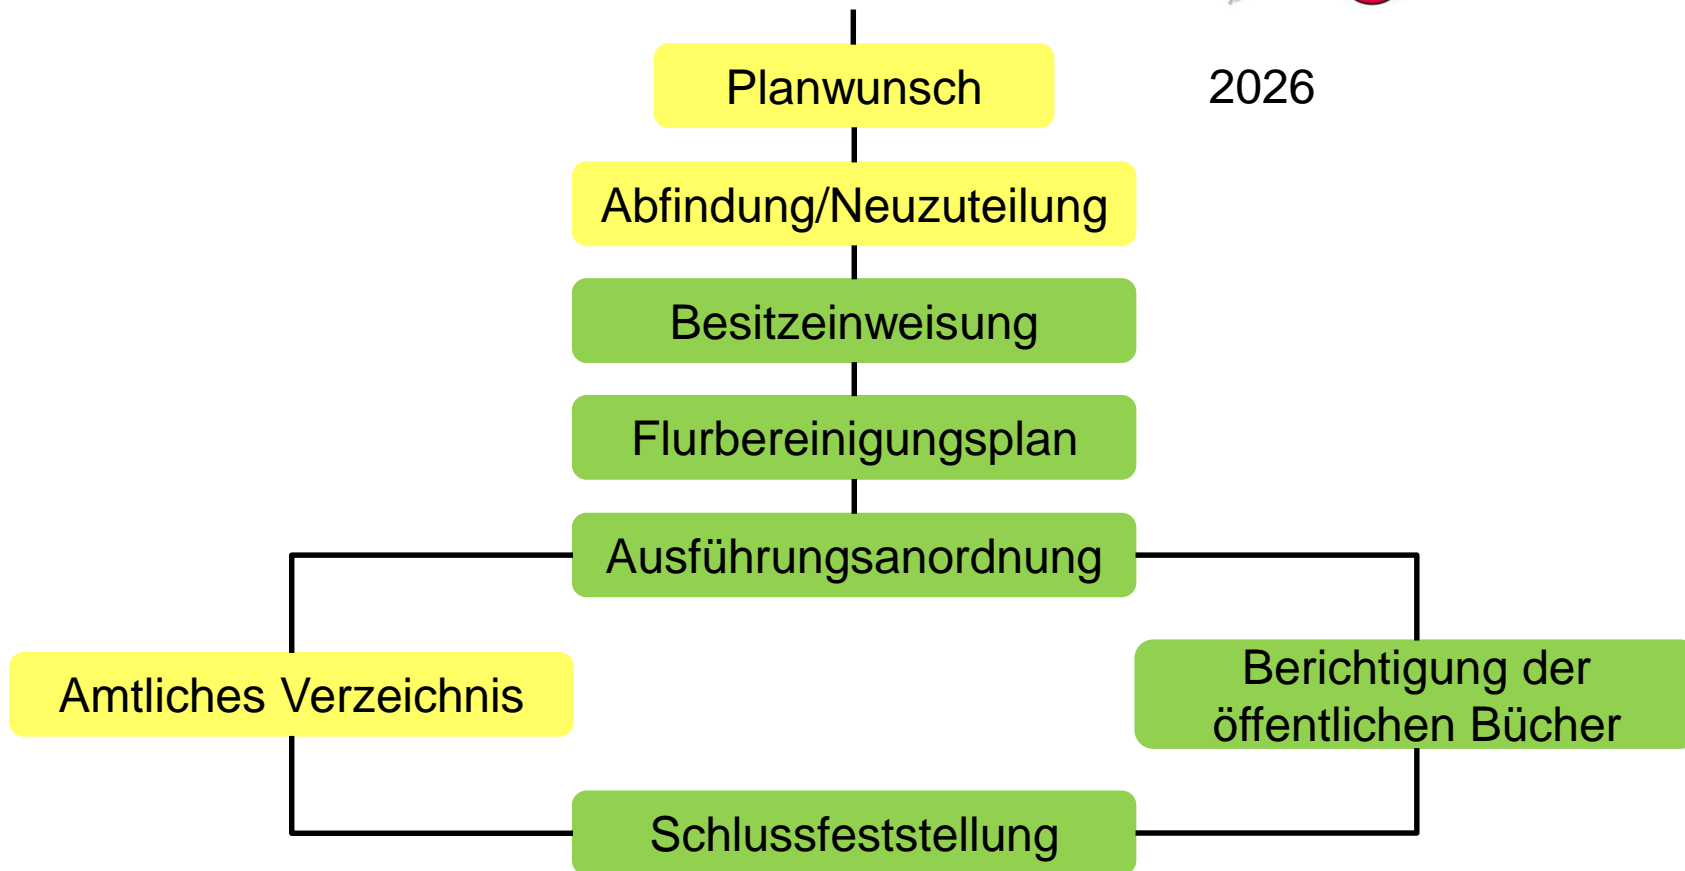 Planwunsch
2026
Abfindung/Neuzuteilung
Besitzeinweisung
Flurbereinigungsplan
Ausführungsanordnung
Amtliches Verzeichnis
Berichtigung der
öffentlichen Bücher
Schlussfeststellung